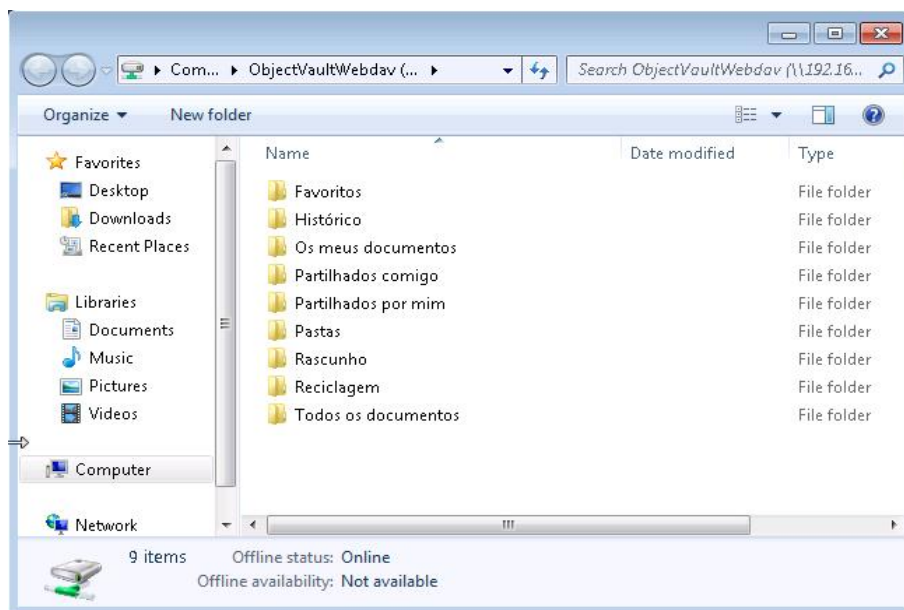 Com... ObjectVaultWebdav (... Search ObjectVaultWebdav (\\192.16...
Organize New folder
Favorites
Desktop
Downloads
Recent Places
Libraries
Documents
Music
Pictures
Videos
Computer
Network
Name Date modified Type
Favoritos File folder
Histórico File folder
Os meus documentos File folder
Partilhados comigo File folder
Partilhados por mim File folder
Pastas File folder
Rascunho File folder
Reciclagem File folder
Todos os documentos File folder
9 items Offline status: Online
Offline availability: Not available